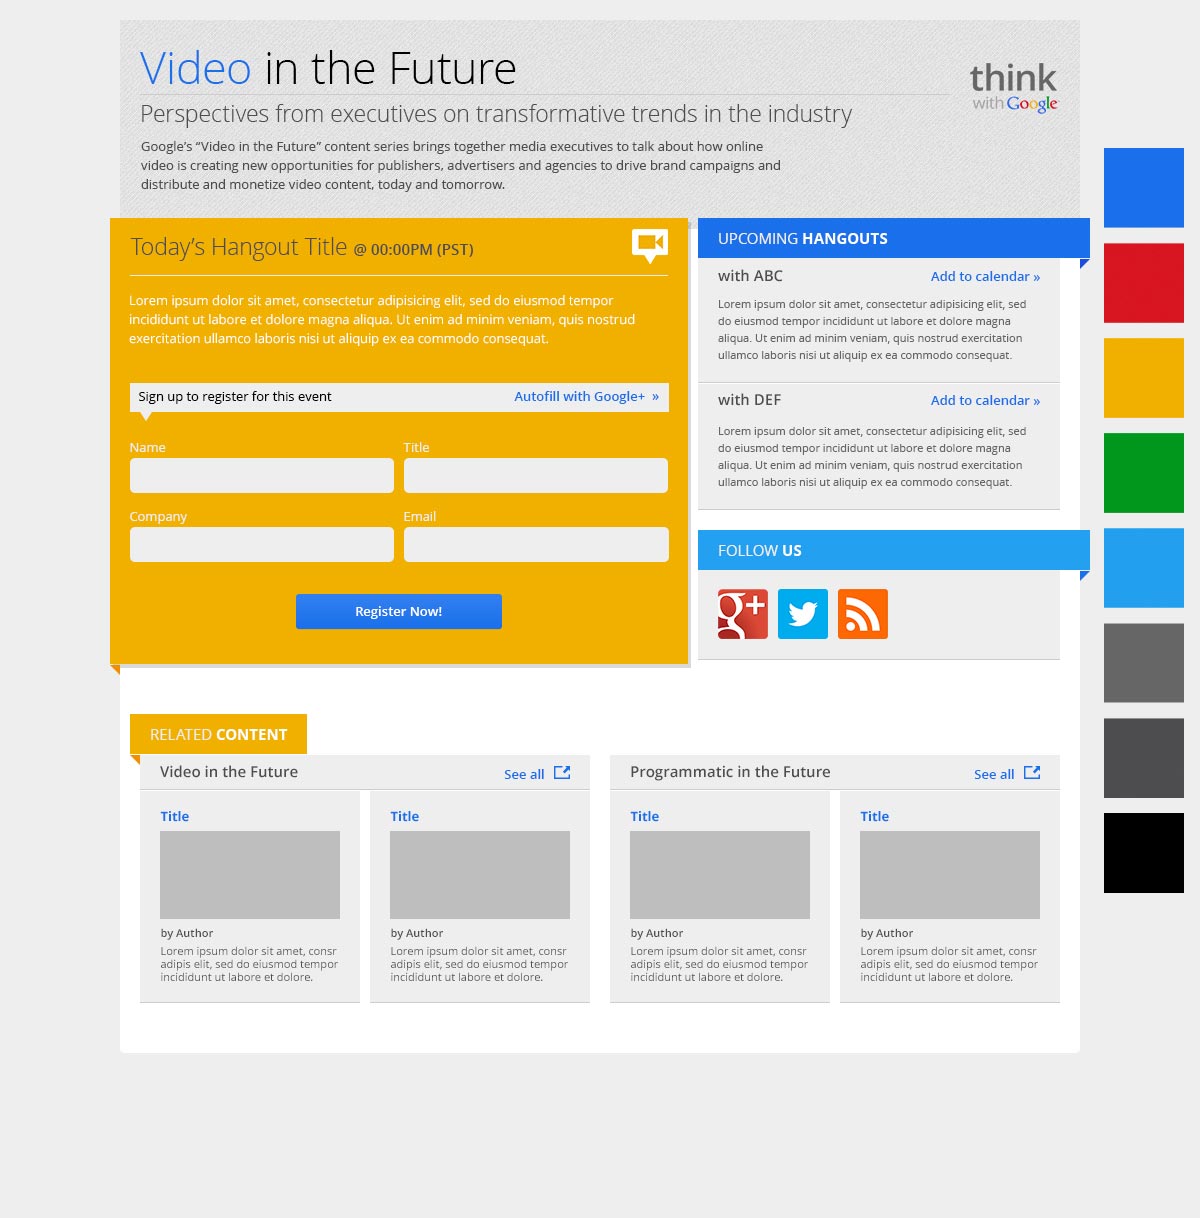 Video in the Future
think
with Google
Perspectives from executives on transformative trends in the industry
Google's “Video in the Future” content series brings together media executives to talk about how online
video is creating new opportunities for publishers, advertisers and agencies to drive brand campaigns and
distribute and monetize video content, today and tomorrow.
Today's Hangout Title @ 00:00PM (PST)
Lorem ipsum dolor sit amet, consectetur adipisicing elit, sed do eiusmod tempor
incididunt ut labore et dolore magna aliqua. Ut enim ad minim veniam, quis nostrud
exercitation ullamco laboris nisi ut aliquip ex ea commodo consequat.
Sign up to register for this event
Autofill with Google+ »
Name
Title
Company
Email
Register Now!
UPCOMING HANGOUTS
with ABC
Add to calendar »
Lorem ipsum dolor sit amet, consectetur adipisicing elit, sed
do eiusmod tempor incididunt ut labore et dolore magna
aliqua. Ut enim ad minim veniam, quis nostrud exercitation
ullamco laboris nisi ut aliquip ex ea commodo consequat.
with DEF
Add to calendar »
Lorem ipsum dolor sit amet, consectetur adipisicing elit, sed
do eiusmod tempor incididunt ut labore et dolore magna
aliqua. Ut enim ad minim veniam, quis nostrud exercitation
ullamco laboris nisi ut aliquip ex ea commodo consequat.
FOLLOW US
g+
RELATED CONTENT
Video in the Future
See all
Title
by Author
Lorem ipsum dolor sit amet, consr
adipis elit, sed do eiusmod tempor
incididunt ut labore et dolore.
Title
by Author
Lorem ipsum dolor sit amet, consr
adipis elit, sed do eiusmod tempor
incididunt ut labore et dolore.
Programmatic in the Future
See all
Title
by Author
Lorem ipsum dolor sit amet, consr
adipis elit, sed do eiusmod tempor
incididunt ut labore et dolore.
Title
by Author
Lorem ipsum dolor sit amet, consr
adipis elit, sed do eiusmod tempor
incididunt ut labore et dolore.